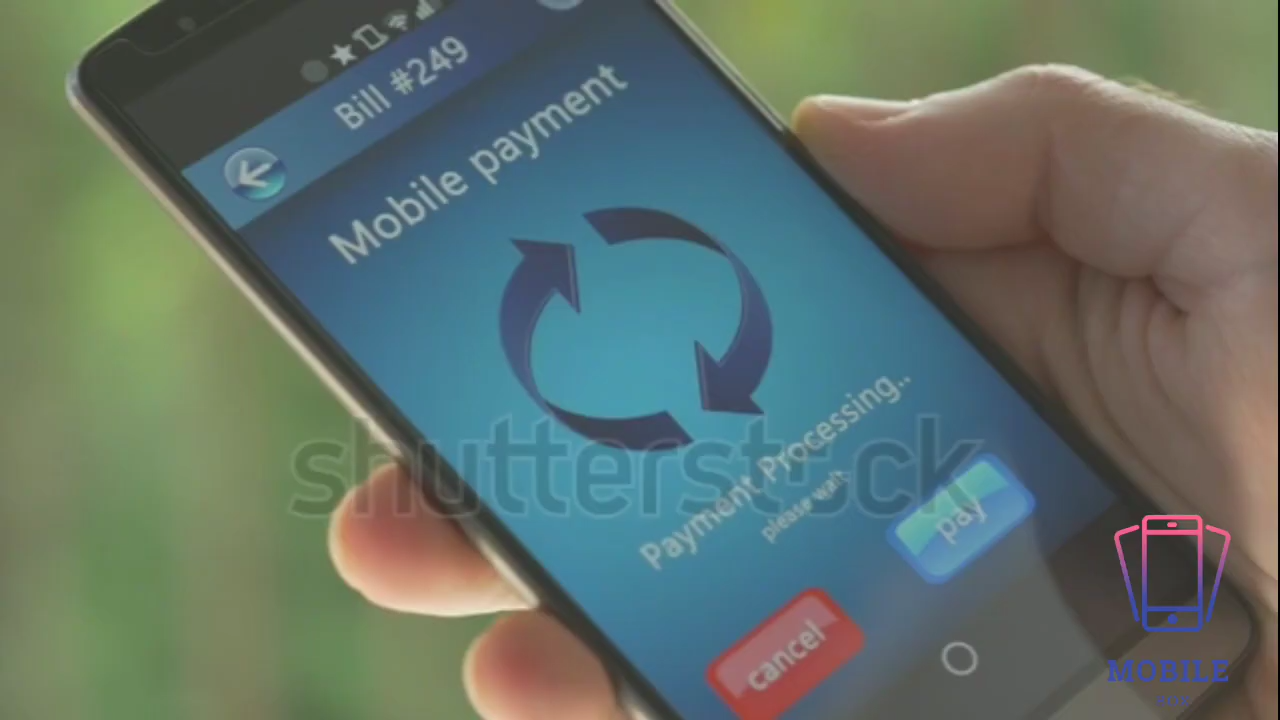 Bill #249
Mobile payment
Payment Processing..
please wait
pay
cancel
shutterstock
MOBILE